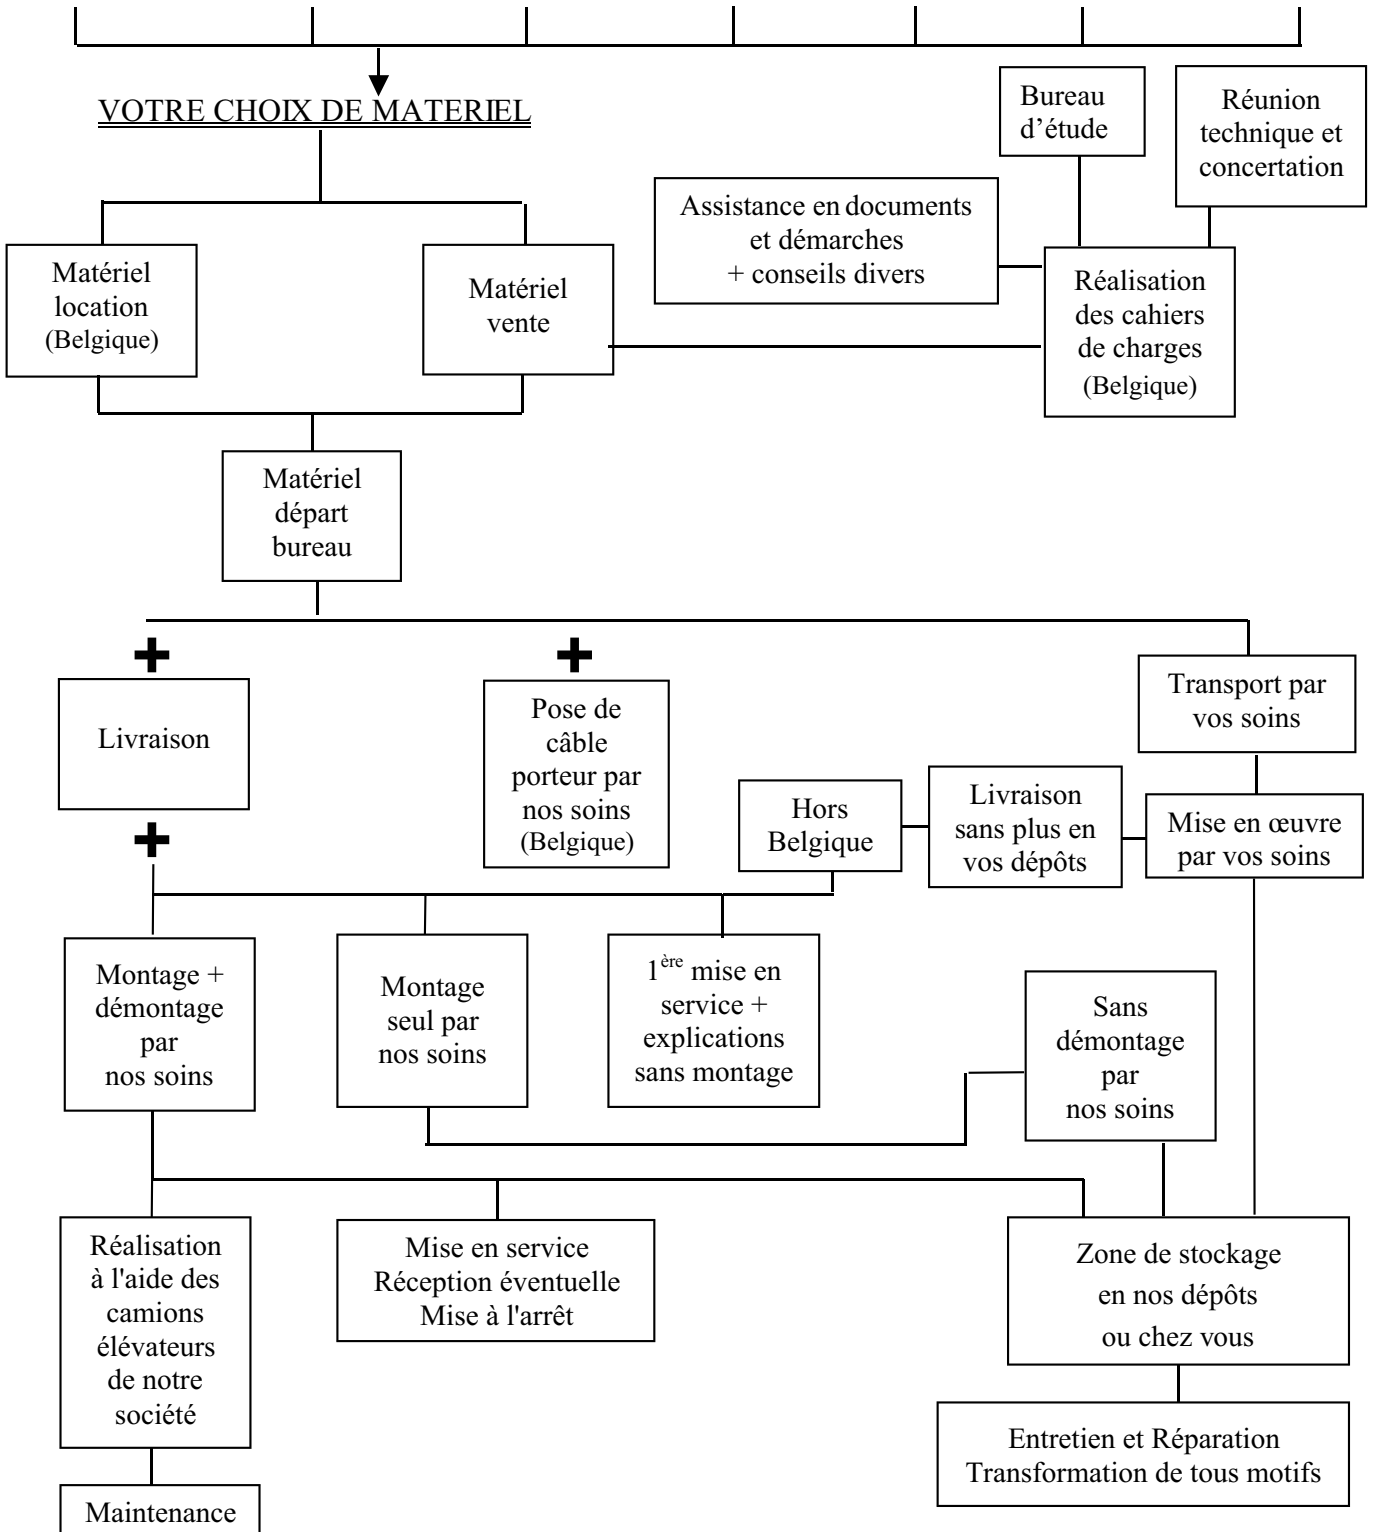 VOTRE CHOIX DE MATERIEL
Bureau
d’étude
Réunion
technique et
concertation
Assistance en documents
et démarches
+ conseils divers
Matériel
location
(Belgique)
Matériel
vente
Réalisation
des cahiers
de charges
(Belgique)
Matériel
départ
bureau
+
+
Livraison
Pose de
câble
porteur par
nos soins
(Belgique)
Transport par
vos soins
+
Hors
Belgique
Livraison
sans plus en
vos dépôts
Mise en œuvre
par vos soins
Montage +
démontage
par
nos soins
Montage
seul par
nos soins
1ère mise en
service +
explications
sans montage
Sans
démontage
par
nos soins
Réalisation
à l'aide des
camions
élévateurs
de notre
société
Mise en service
Réception éventuelle
Mise à l'arrêt
Zone de stockage
en nos dépôts
ou chez vous
Entretien et Réparation
Transformation de tous motifs
Maintenance